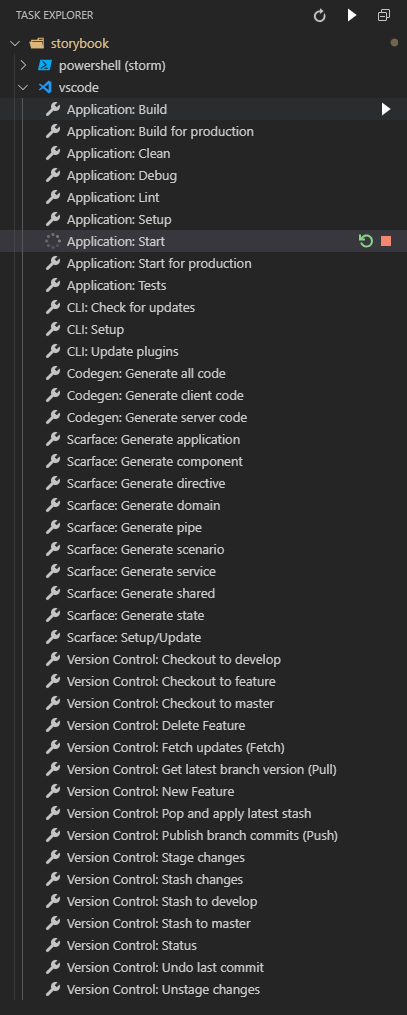 TASK EXPLORER
storybook
powershell (storm)
vscode
Application: Build
Application: Build for production
Application: Clean
Application: Debug
Application: Lint
Application: Setup
Application: Start
Application: Start for production
Application: Tests
CLI: Check for updates
CLI: Setup
CLI: Update plugins
Codegen: Generate all code
Codegen: Generate client code
Codegen: Generate server code
Scarface: Generate application
Scarface: Generate component
Scarface: Generate directive
Scarface: Generate domain
Scarface: Generate pipe
Scarface: Generate scenario
Scarface: Generate service
Scarface: Generate shared
Scarface: Generate state
Scarface: Setup/Update
Version Control: Checkout to develop
Version Control: Checkout to feature
Version Control: Checkout to master
Version Control: Delete Feature
Version Control: Fetch updates (Fetch)
Version Control: Get latest branch version (Pull)
Version Control: New Feature
Version Control: Pop and apply latest stash
Version Control: Publish branch commits (Push)
Version Control: Stage changes
Version Control: Stash changes
Version Control: Stash to develop
Version Control: Stash to master
Version Control: Status
Version Control: Undo last commit
Version Control: Unstage changes